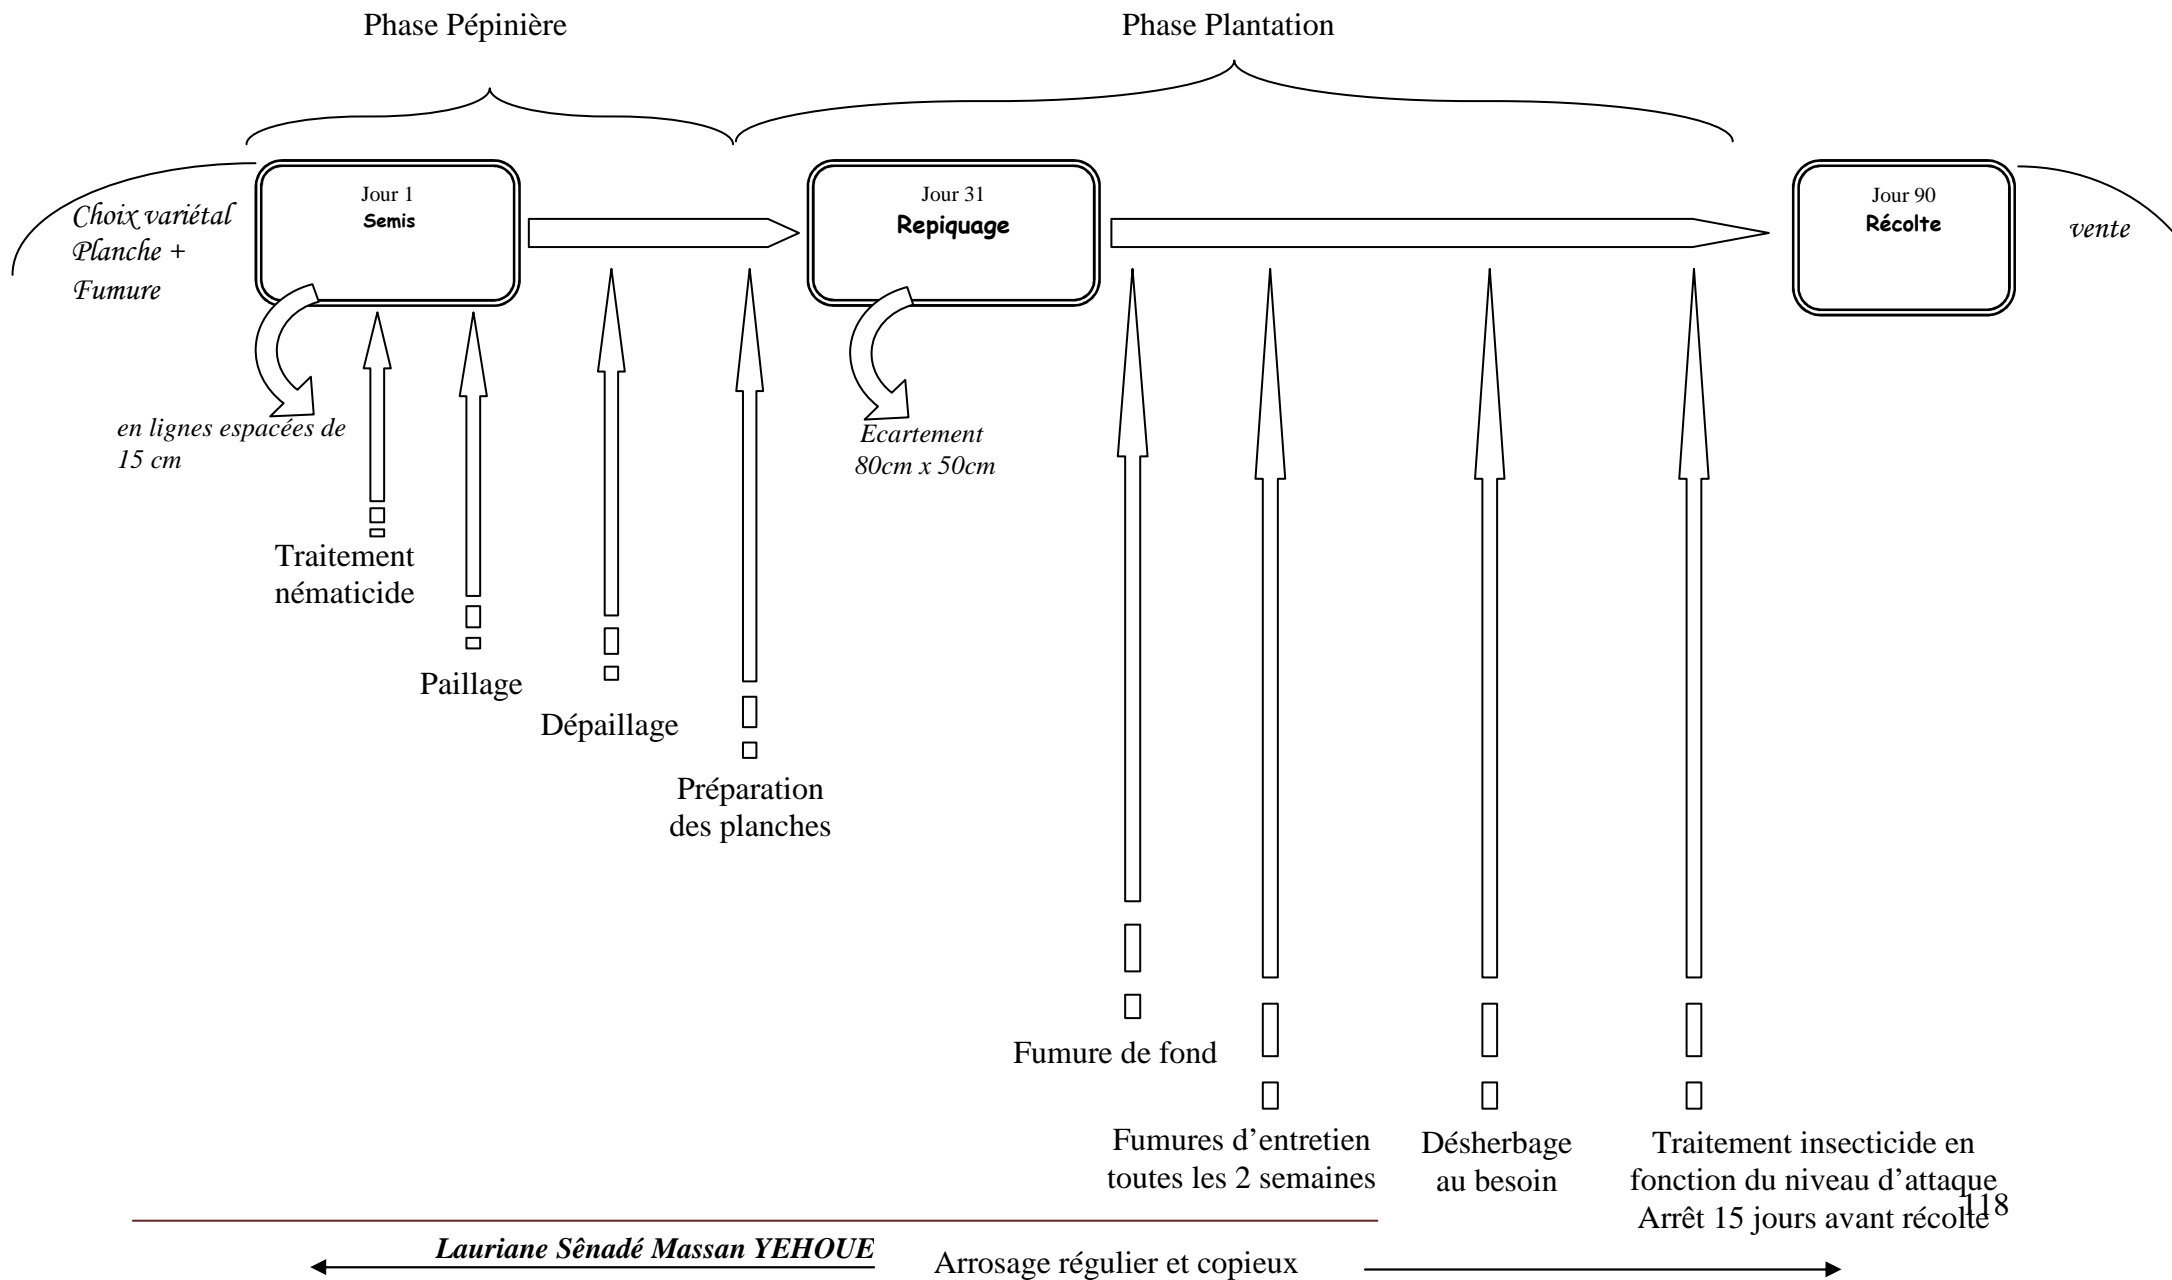 Phase Pépinière
Phase Plantation
Choix variétal
Planche +
Fumure
Jour 1
Semis
Jour 31
Repiquage
Jour 90
Récolte
vente
en lignes espacées de
15 cm
Ecartement
80cm x 50cm
Traitement
nématicide
Paillage
Dépaillage
Préparation
des planches
Fumure de fond
Fumures d’entretien
toutes les 2 semaines
Désherbage
au besoin
Traitement insecticide en
fonction du niveau d’attaque
Arrêt 15 jours avant récolte
118
Lauriane Sênadé Massan YEHOUE
Arrosage régulier et copieux